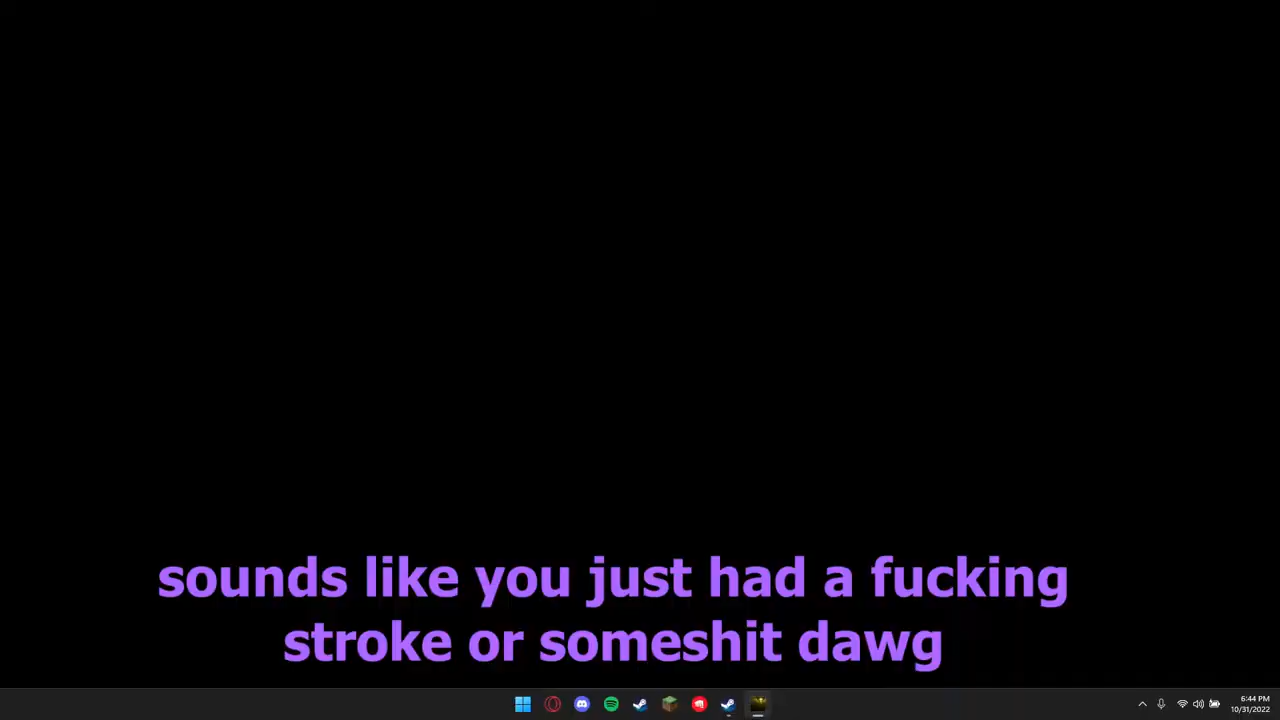 sounds like you just had a fucking
stroke or someshit dawg
6:44 PM
10/31/2022